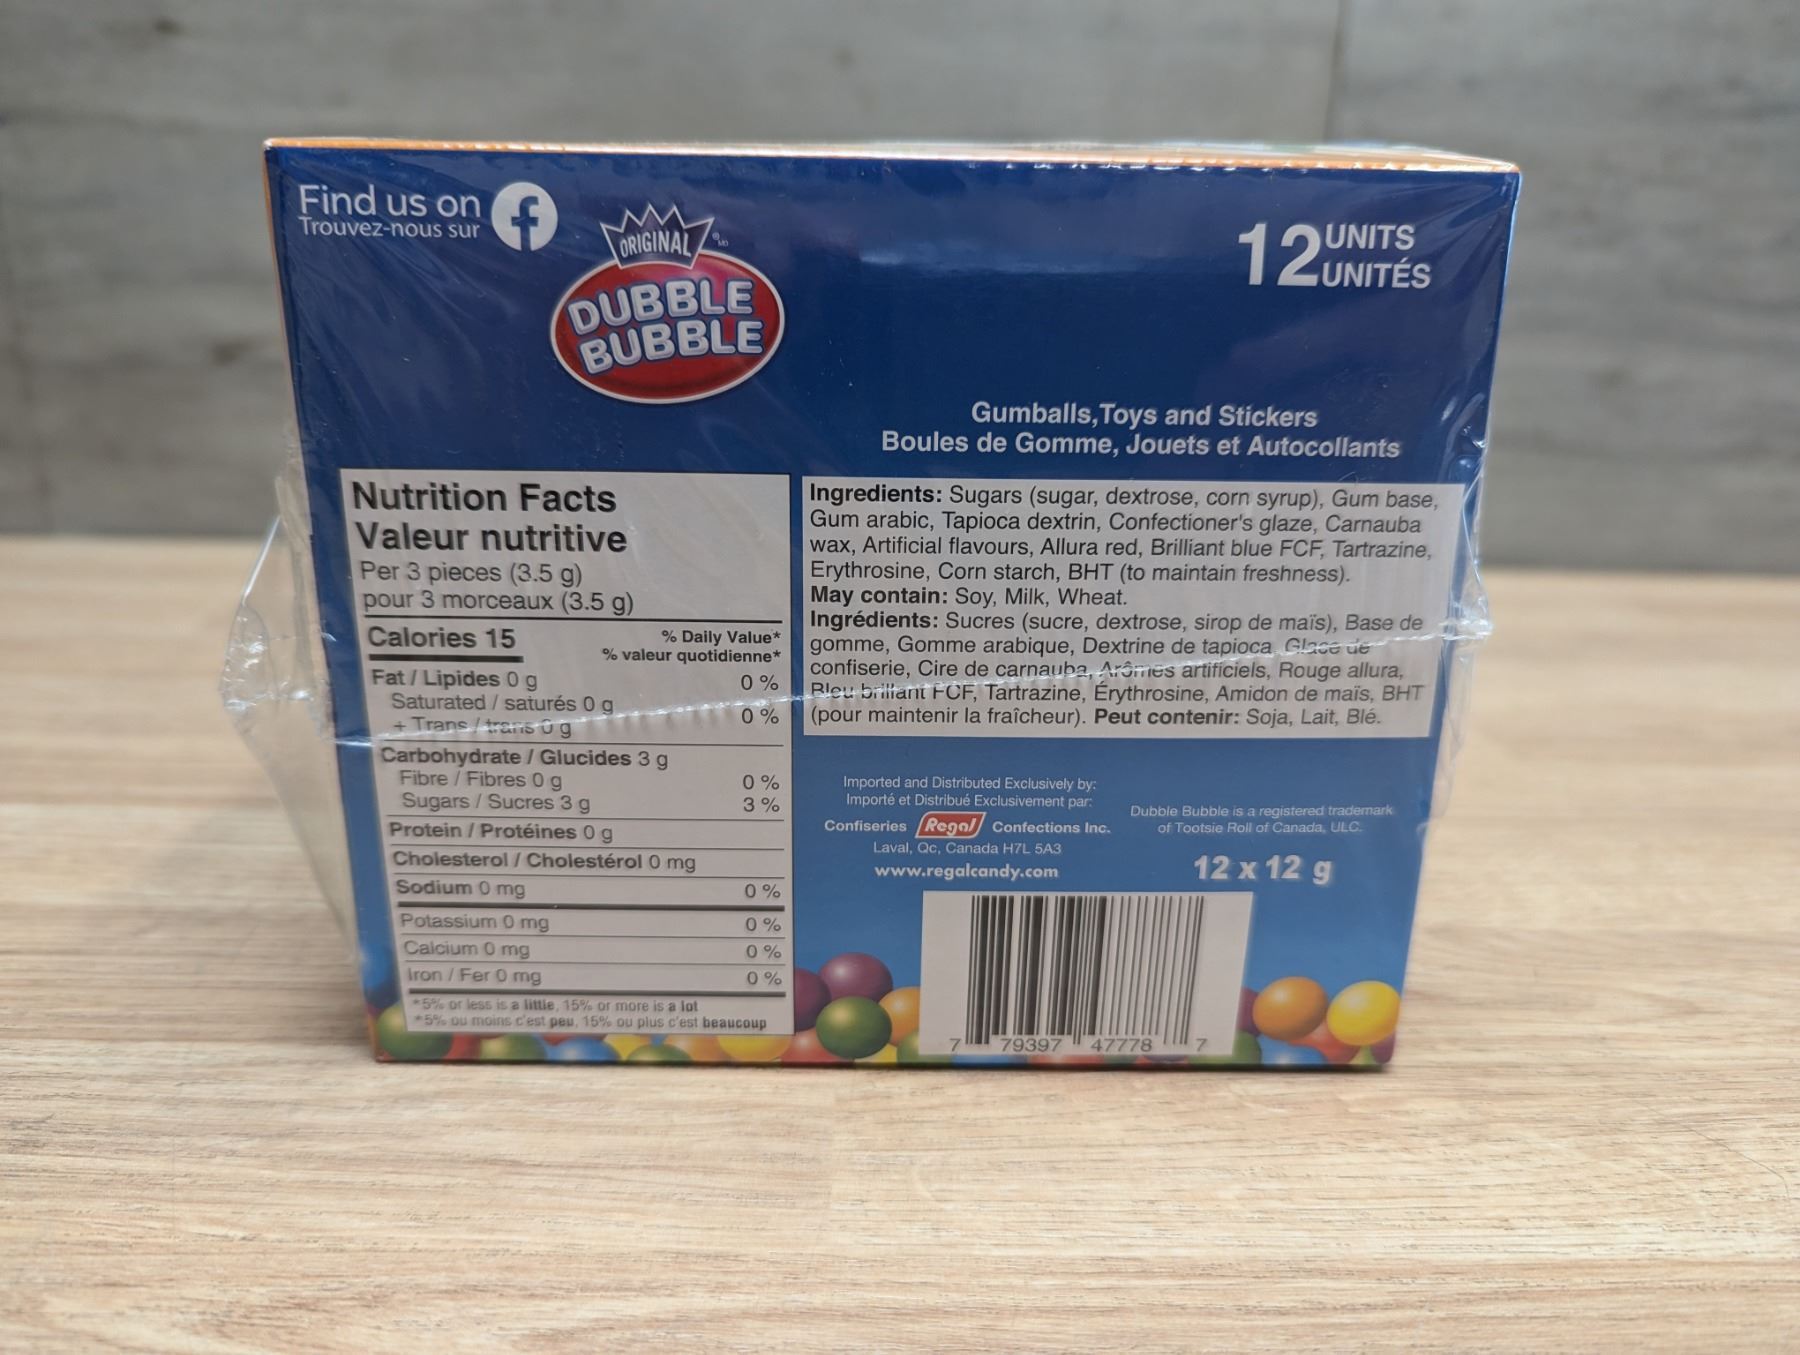 Find us on
Trouvez-nous sur
f
ORIGINAL ® MD
DUBBLE
BUBBLE
12 UNITS
UNITÉS
Gumballs, Toys and Stickers
Boules de Gomme, Jouets et Autocollants
Nutrition Facts
Valeur nutritive
Per 3 pieces (3.5 g)
pour 3 morceaux (3.5 g)
Calories 15
% Daily Value*
% valeur quotidienne*
Fat / Lipides 0 g 0 %
Saturated / saturés 0 g
+ Trans / trans 0 g 0 %
Carbohydrate / Glucides 3 g
Fibre / Fibres 0 g 0 %
Sugars / Sucres 3 g 3 %
Protein / Protéines 0 g
Cholesterol / Cholestérol 0 mg
Sodium 0 mg 0 %
Potassium 0 mg 0 %
Calcium 0 mg 0 %
Iron / Fer 0 mg 0 %
*5% or less is a little, 15% or more is a lot
*5% ou moins c'est peu, 15% ou plus c'est beaucoup
Ingredients: Sugars (sugar, dextrose, corn syrup), Gum base,
Gum arabic, Tapioca dextrin, Confectioner's glaze, Carnauba
wax, Artificial flavours, Allura red, Brilliant blue FCF, Tartrazine,
Erythrosine, Corn starch, BHT (to maintain freshness).
May contain: Soy, Milk, Wheat.
Ingrédients: Sucres (sucre, dextrose, sirop de maïs), Base de
gomme, Gomme arabique, Dextrine de tapioca, Glace de
confiserie, Cire de carnauba, Arômes artificiels, Rouge allura,
Bleu brillant FCF, Tartrazine, Érythrosine, Amidon de maïs, BHT
(pour maintenir la fraîcheur). Peut contenir: Soja, Lait, Blé.
Imported and Distributed Exclusively by:
Importé et Distribué Exclusivement par:
Confiseries Regal Confections Inc.
Laval, Qc, Canada H7L 5A3
www.regalcandy.com
Dubble Bubble is a registered trademark
of Tootsie Roll of Canada, ULC.
12 x 12 g
7 79397 47778 7